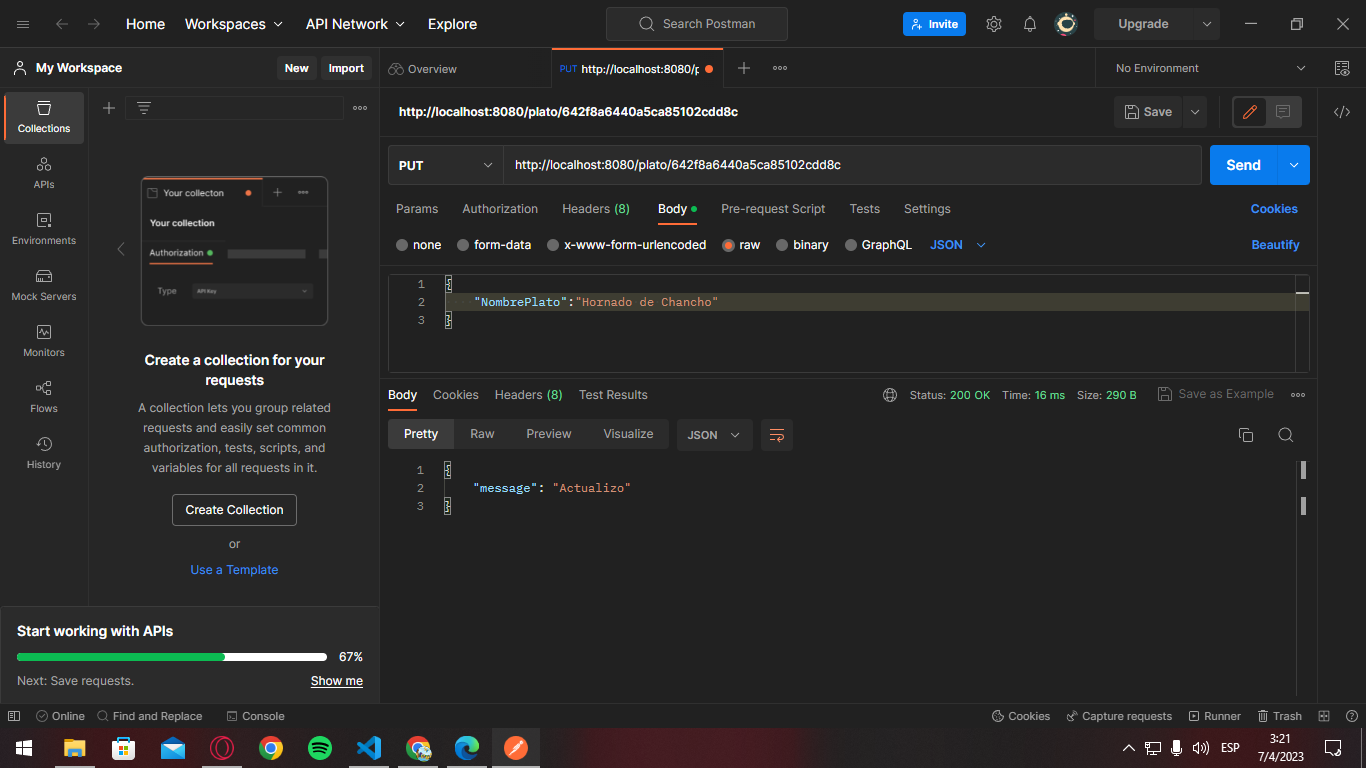 Home Workspaces API Network Explore Search Postman Invite Upgrade
My Workspace New Import Overview PUT http://localhost:8080/p No Environment
http://localhost:8080/plato/642f8a6440a5ca85102cdd8c Save
PUT http://localhost:8080/plato/642f8a6440a5ca85102cdd8c Send
Params Authorization Headers (8) Body Pre-request Script Tests Settings Cookies
none form-data x-www-form-urlencoded raw binary GraphQL JSON Beautify
1 {
2 "NombrePlato":"Hornado de Chancho"
3 }
Body Cookies Headers (8) Test Results Status: 200 OK Time: 16 ms Size: 290 B Save as Example
Pretty Raw Preview Visualize JSON
1 {
2 "message": "Actualizo"
3 }
Collections
APIs
Environments
Mock Servers
Monitors
Flows
History
Your collecton
Your collection
Authorization
Type API Key
Create a collection for your
requests
A collection lets you group related
requests and easily set common
authorization, tests, scripts, and
variables for all requests in it.
Create Collection
or
Use a Template
Start working with APIs
67%
Next: Save requests. Show me
Online Find and Replace Console Cookies Capture requests Runner Trash
ESP
3:21
7/4/2023